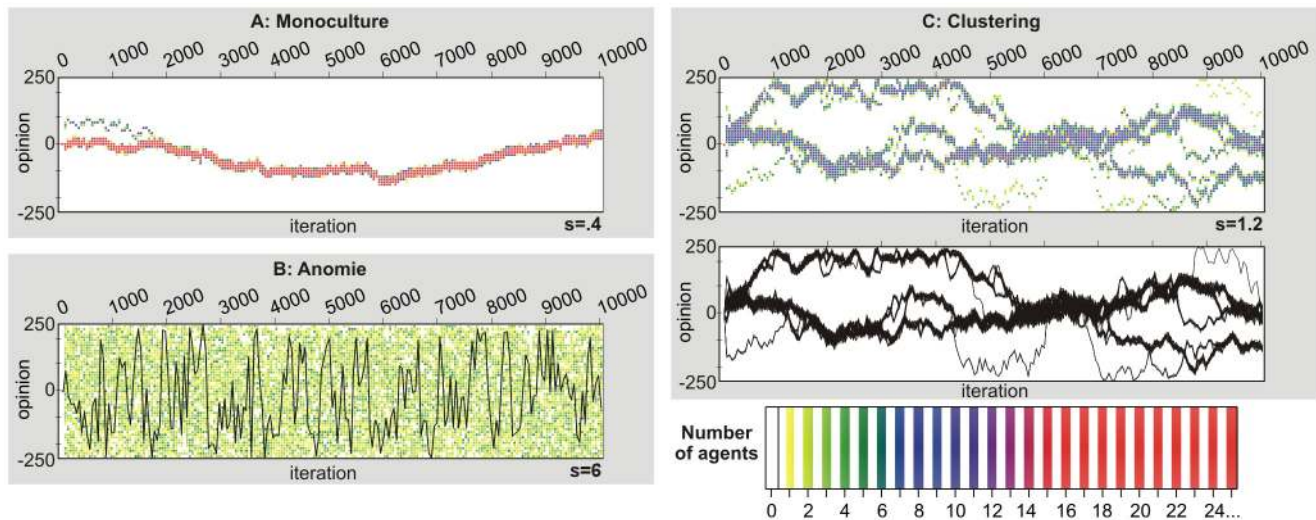 A: Monoculture
0 1000 2000 3000 4000 5000 6000 7000 8000 9000 10000
250
opinion
0
-250
iteration
s=.4
B: Anomie
0 1000 2000 3000 4000 5000 6000 7000 8000 9000 10000
250
opinion
0
-250
iteration
s=6
C: Clustering
0 1000 2000 3000 4000 5000 6000 7000 8000 9000 10000
250
opinion
0
-250
iteration
s=1.2
250
opinion
0
-250
iteration
Number
of agents
0 2 4 6 8 10 12 14 16 18 20 22 24...